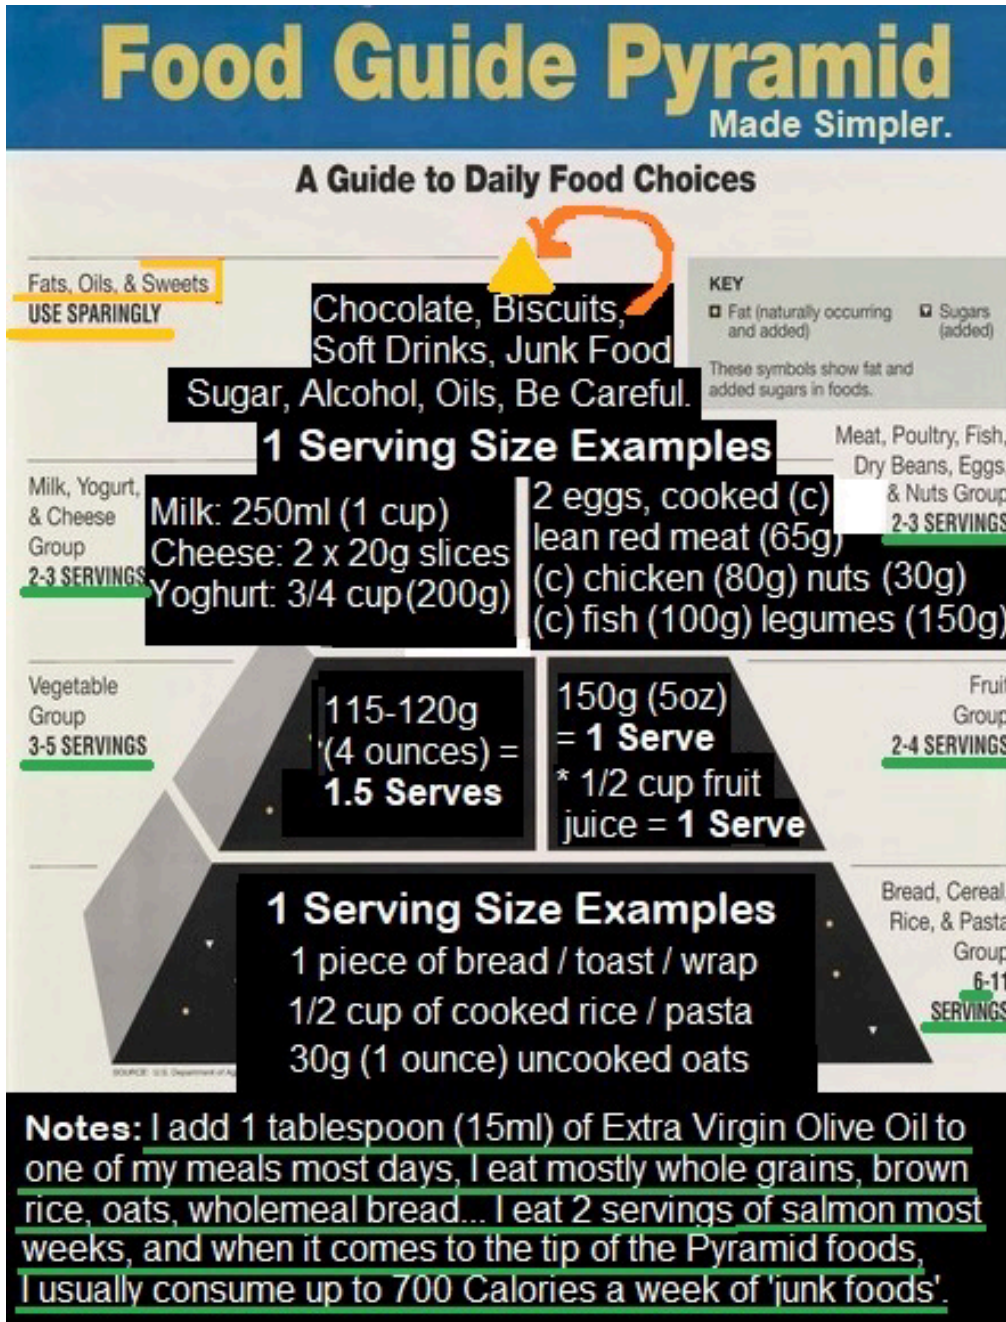 Food Guide Pyramid
Made Simpler.
A Guide to Daily Food Choices
Fats, Oils, & Sweets
USE SPARINGLY
Chocolate, Biscuits,
Soft Drinks, Junk Food
Sugar, Alcohol, Oils, Be Careful.
KEY
Fat (naturally occurring
and added)
Sugars
(added)
These symbols show fat and
added sugars in foods.
1 Serving Size Examples
Milk, Yogurt,
& Cheese
Group
2-3 SERVINGS
Milk: 250ml (1 cup)
Cheese: 2 x 20g slices
Yoghurt: 3/4 cup (200g)
2 eggs, cooked (c)
lean red meat (65g)
(c) chicken (80g) nuts (30g)
(c) fish (100g) legumes (150g)
Meat, Poultry, Fish,
Dry Beans, Eggs,
& Nuts Group
2-3 SERVINGS
Vegetable
Group
3-5 SERVINGS
115-120g
(4 ounces) =
1.5 Serves
150g (5oz)
= 1 Serve
* 1/2 cup fruit
juice = 1 Serve
Fruit
Group
2-4 SERVINGS
1 Serving Size Examples
1 piece of bread / toast / wrap
1/2 cup of cooked rice / pasta
30g (1 ounce) uncooked oats
Bread, Cereal,
Rice, & Pasta
Group
6-11
SERVINGS
SOURCE: U.S. Department of
Notes: I add 1 tablespoon (15ml) of Extra Virgin Olive Oil to
one of my meals most days, I eat mostly whole grains, brown
rice, oats, wholemeal bread... I eat 2 servings of salmon most
weeks, and when it comes to the tip of the Pyramid foods,
I usually consume up to 700 Calories a week of 'junk foods'.